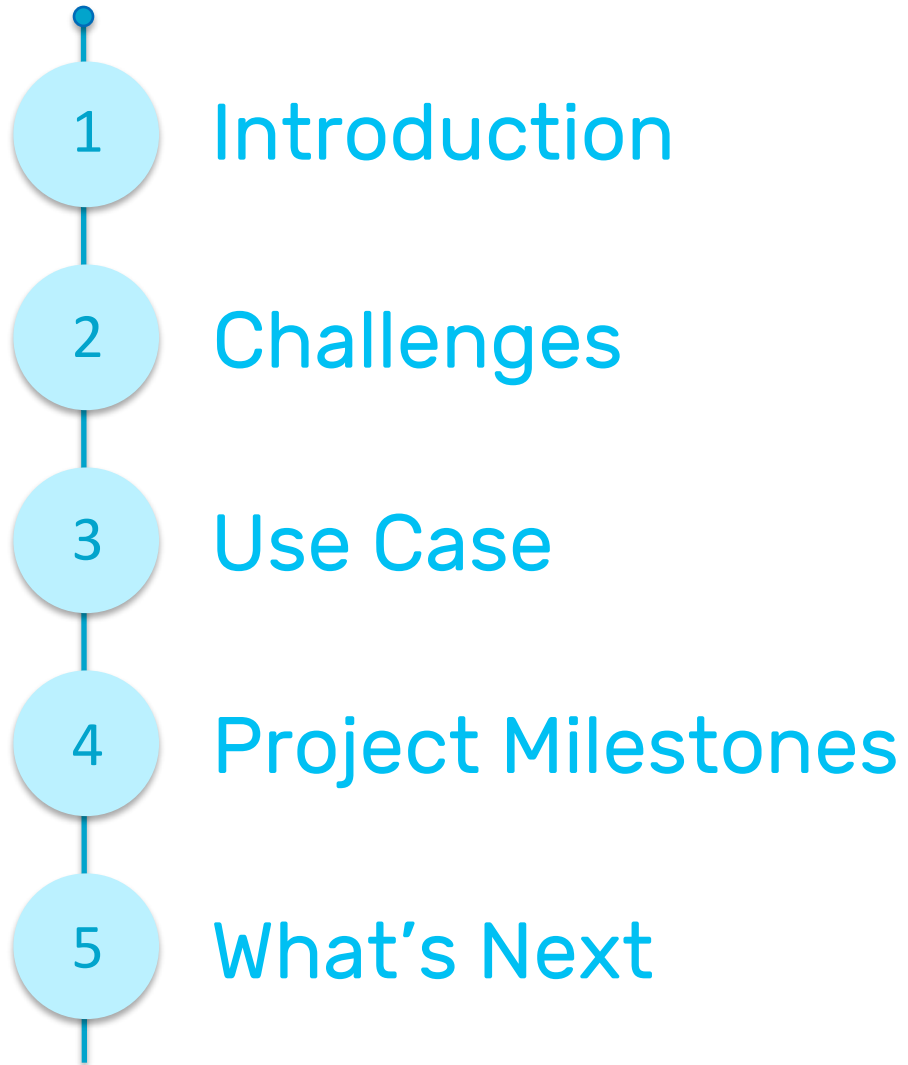 1 Introduction
2 Challenges
3 Use Case
4 Project Milestones
5 What’s Next